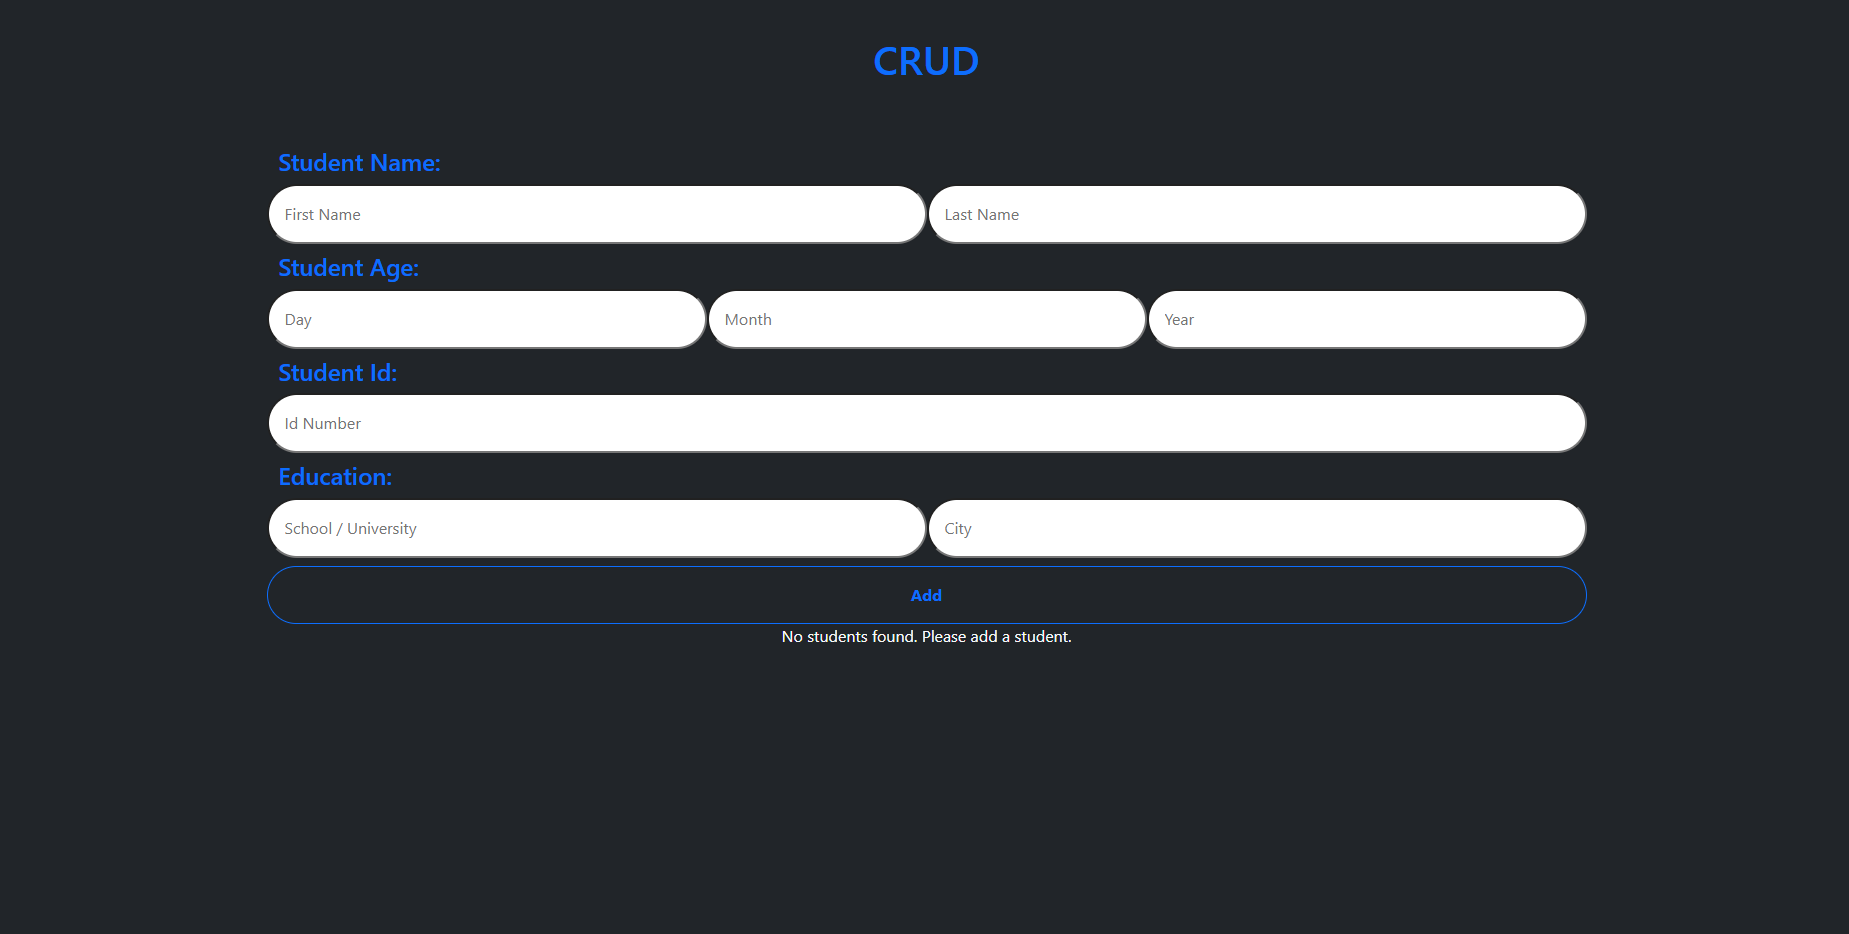 CRUD
Student Name:
First Name Last Name
Student Age:
Day Month Year
Student Id:
Id Number
Education:
School / University City
Add
No students found. Please add a student.